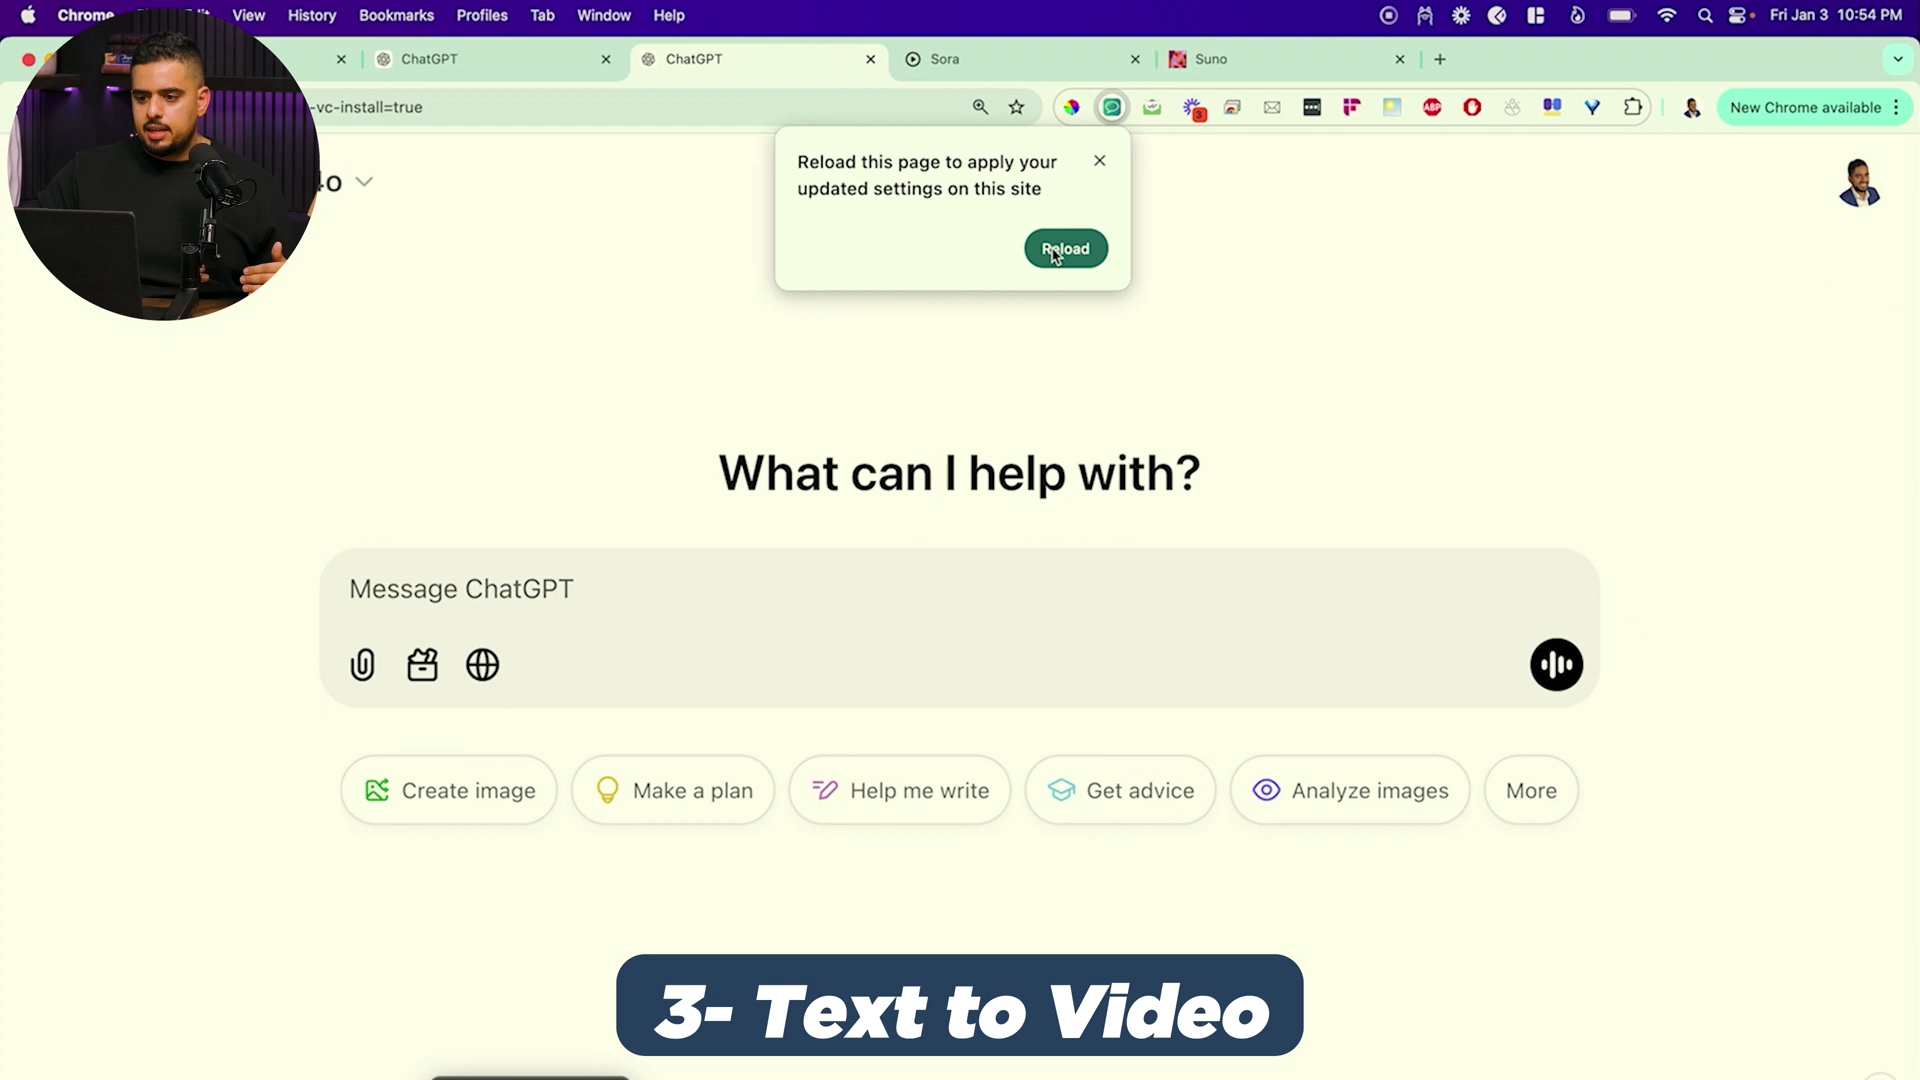 Chrome
View
History
Bookmarks
Profiles
Tab
Window
Help
Fri Jan 3 10:54 PM
ChatGPT
ChatGPT
Sora
Suno
-vc-install=true
3
ABP
New Chrome available
Reload this page to apply your
updated settings on this site
Reload
4o
What can I help with?
Message ChatGPT
Create image
Make a plan
Help me write
Get advice
Analyze images
More
3- Text to Video